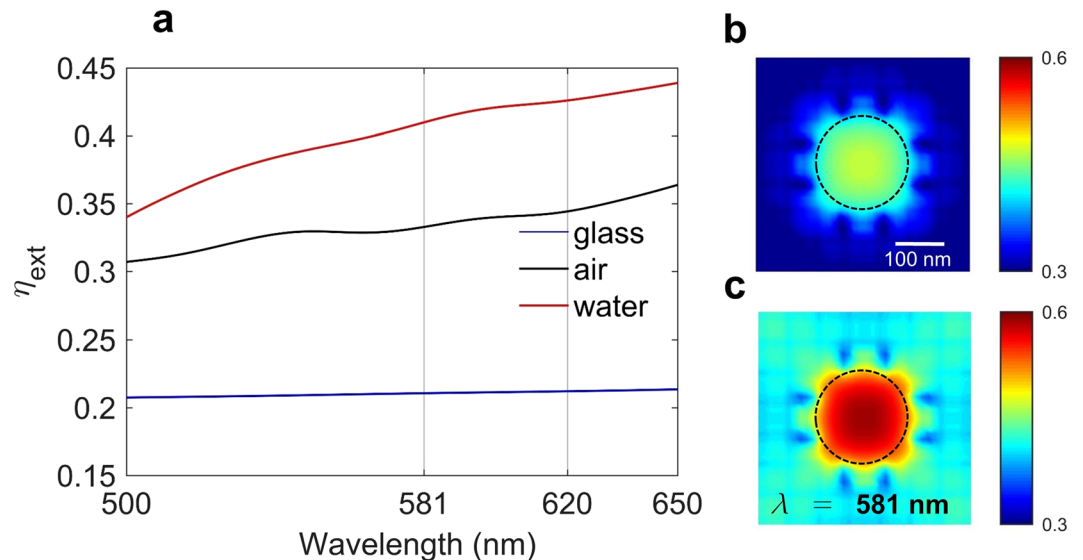 a
0.45
0.4
0.35
0.3
0.25
0.2
0.15
η_ext
500 581 620 650
Wavelength (nm)
glass
air
water
b
0.6
0.3
100 nm
c
0.6
0.3
λ = 581 nm